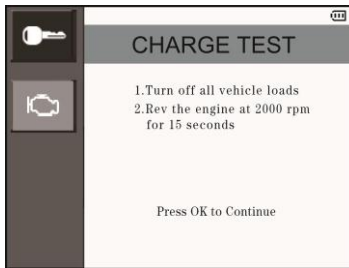 CHARGE TEST
1.Turn off all vehicle loads
2.Rev the engine at 2000 rpm
for 15 seconds
Press OK to Continue